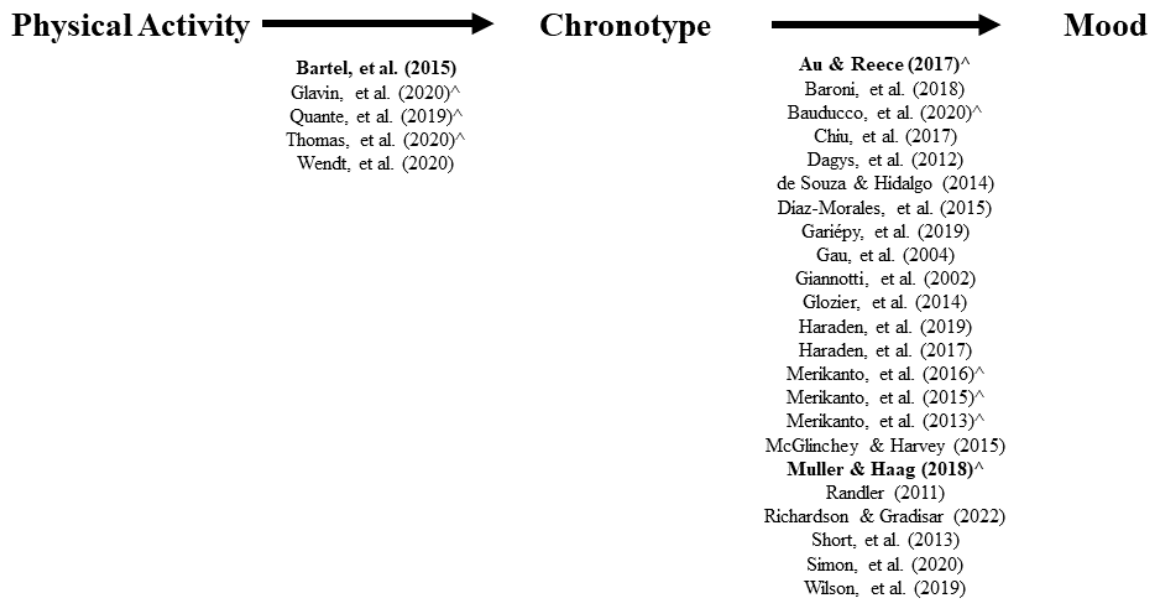 Physical Activity
Chronotype
Mood
Bartel, et al. (2015)
Glavin, et al. (2020)^
Quante, et al. (2019)^
Thomas, et al. (2020)^
Wendt, et al. (2020)
Au & Reece (2017)^
Baroni, et al. (2018)
Bauducco, et al. (2020)^
Chiu, et al. (2017)
Dagys, et al. (2012)
de Souza & Hidalgo (2014)
Díaz-Morales, et al. (2015)
Gariépy, et al. (2019)
Gau, et al. (2004)
Giannotti, et al. (2002)
Glozier, et al. (2014)
Haraden, et al. (2019)
Haraden, et al. (2017)
Merikanto, et al. (2016)^
Merikanto, et al. (2015)^
Merikanto, et al. (2013)^
McGlinchey & Harvey (2015)
Muller & Haag (2018)^
Randler (2011)
Richardson & Gradisar (2022)
Short, et al. (2013)
Simon, et al. (2020)
Wilson, et al. (2019)